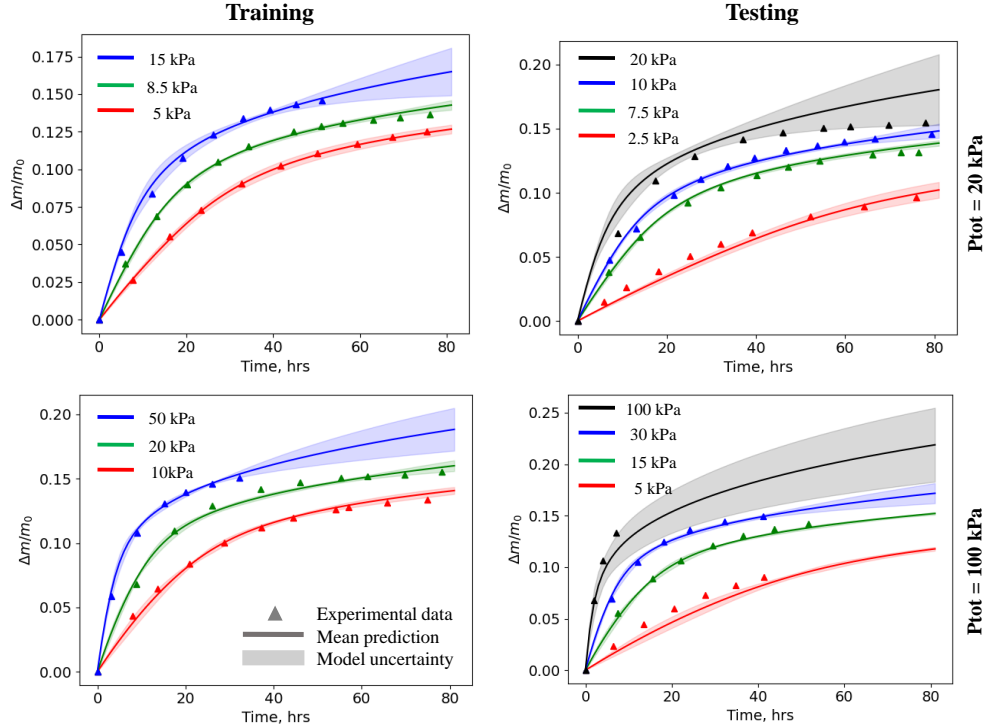 Training
Testing
0.175
0.150
0.125
0.100
0.075
0.050
0.025
0.000
Δm/m0
15 kPa
8.5 kPa
5 kPa
0 20 40 60 80
Time, hrs
0.20
0.15
0.10
0.05
0.00
Δm/m0
20 kPa
10 kPa
7.5 kPa
2.5 kPa
0 20 40 60 80
Time, hrs
Ptot = 20 kPa
0.20
0.15
0.10
0.05
0.00
Δm/m0
50 kPa
20 kPa
10kPa
Experimental data
Mean prediction
Model uncertainty
0 20 40 60 80
Time, hrs
0.25
0.20
0.15
0.10
0.05
0.00
Δm/m0
100 kPa
30 kPa
15 kPa
5 kPa
0 20 40 60 80
Time, hrs
Ptot = 100 kPa